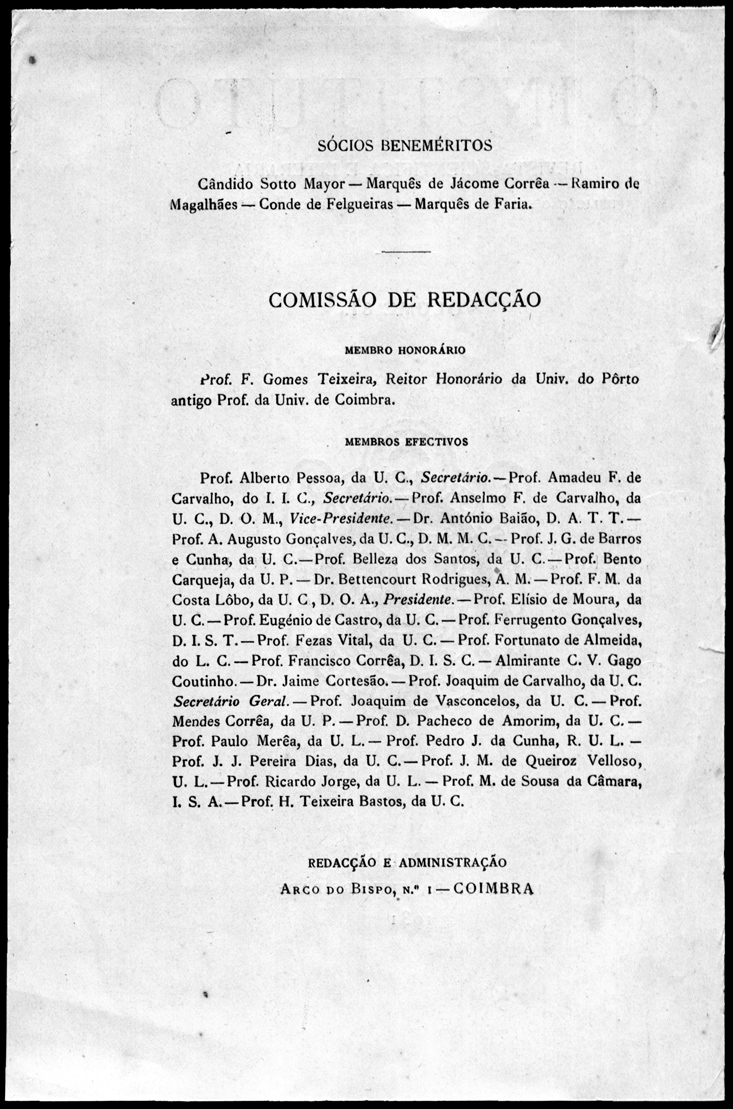 SÓCIOS BENEMÉRITOS
Cândido Sotto Mayor — Marquês de Jácome Corrêa — Ramiro de
Magalhães — Conde de Felgueiras — Marquês de Faria.
COMISSÃO DE REDACÇÃO
MEMBRO HONORÁRIO
Prof. F. Gomes Teixeira, Reitor Honorário da Univ. do Pôrto
antigo Prof. da Univ. de Coimbra.
MEMBROS EFECTIVOS
Prof. Alberto Pessoa, da U. C., Secretário. — Prof. Amadeu F. de
Carvalho, do I. I. C., Secretário. — Prof. Anselmo F. de Carvalho, da
U. C., D. O. M., Vice-Presidente. — Dr. António Baião, D. A. T. T. —
Prof. A. Augusto Gonçalves, da U. C., D. M. M. C. — Prof. J. G. de Barros
e Cunha, da U. C. — Prof. Belleza dos Santos, da U. C. — Prof. Bento
Carqueja, da U. P. — Dr. Bettencourt Rodrigues, A. M. — Prof. F. M. da
Costa Lôbo, da U. C , D. O. A., Presidente. — Prof. Elísio de Moura, da
U. C. — Prof. Eugénio de Castro, da U. C. — Prof. Ferrugento Gonçalves,
D. I. S. T. — Prof. Fezas Vital, da U. C. — Prof. Fortunato de Almeida,
do L. C. — Prof. Francisco Corrêa, D. I. S. C. — Almirante C. V. Gago
Coutinho. — Dr. Jaime Cortesão. — Prof. Joaquim de Carvalho, da U. C.
Secretário Geral. — Prof. Joaquim de Vasconcelos, da U. C. — Prof.
Mendes Corrêa, da U. P. — Prof. D. Pacheco de Amorim, da U. C. —
Prof. Paulo Merêa, da U. L. — Prof. Pedro J. da Cunha, R. U. L. —
Prof. J. J. Pereira Dias, da U. C. — Prof. J. M. de Queiroz Velloso,
U. L. — Prof. Ricardo Jorge, da U. L. — Prof. M. de Sousa da Câmara,
I. S. A. — Prof. H. Teixeira Bastos, da U. C.
REDACÇÃO E ADMINISTRAÇÃO
ARCO DO BISPO, N.º 1 — COIMBRA